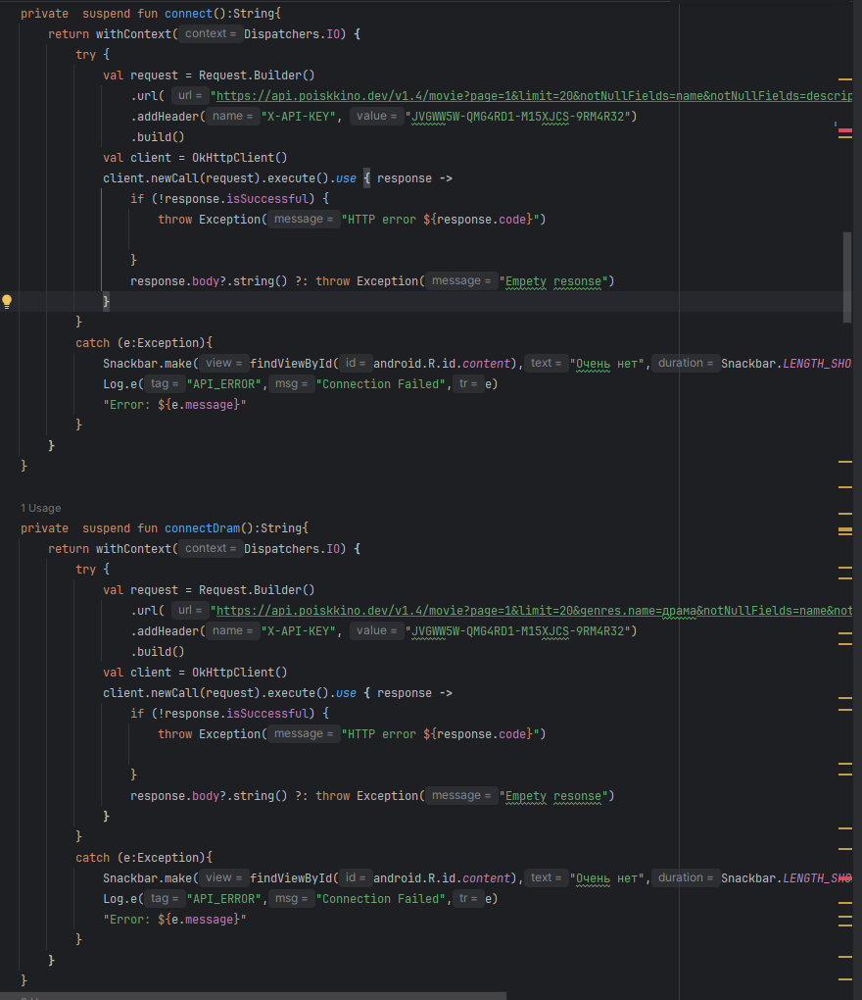 private  suspend fun connect():String{
return withContext( context = Dispatchers.IO) {
try {
val request = Request.Builder()
.url( url = "https://api.poiskkino.dev/v1.4/movie?page=1&limit=20&notNullFields=name&notNullFields=descrip
.addHeader( name = "X-API-KEY", value = "JVGWW5W-QMG4RD1-M15XJCS-9RM4R32")
.build()
val client = OkHttpClient()
client.newCall(request).execute().use { response ->
if (!response.isSuccessful) {
throw Exception( message = "HTTP error ${response.code}")
}
response.body?.string() ?: throw Exception( message = "Empety resonse")
}
}
catch (e:Exception){
Snackbar.make( view = findViewById( id = android.R.id.content), text = "Очень нет", duration = Snackbar.LENGTH_SHO
Log.e( tag = "API_ERROR", msg = "Connection Failed", tr = e)
"Error: ${e.message}"
}
}
}
1 Usage
private  suspend fun connectDram():String{
return withContext( context = Dispatchers.IO) {
try {
val request = Request.Builder()
.url( url = "https://api.poiskkino.dev/v1.4/movie?page=1&limit=20&genres.name=драма&notNullFields=name&not
.addHeader( name = "X-API-KEY", value = "JVGWW5W-QMG4RD1-M15XJCS-9RM4R32")
.build()
val client = OkHttpClient()
client.newCall(request).execute().use { response ->
if (!response.isSuccessful) {
throw Exception( message = "HTTP error ${response.code}")
}
response.body?.string() ?: throw Exception( message = "Empety resonse")
}
}
catch (e:Exception){
Snackbar.make( view = findViewById( id = android.R.id.content), text = "Очень нет", duration = Snackbar.LENGTH_SHO
Log.e( tag = "API_ERROR", msg = "Connection Failed", tr = e)
"Error: ${e.message}"
}
}
}